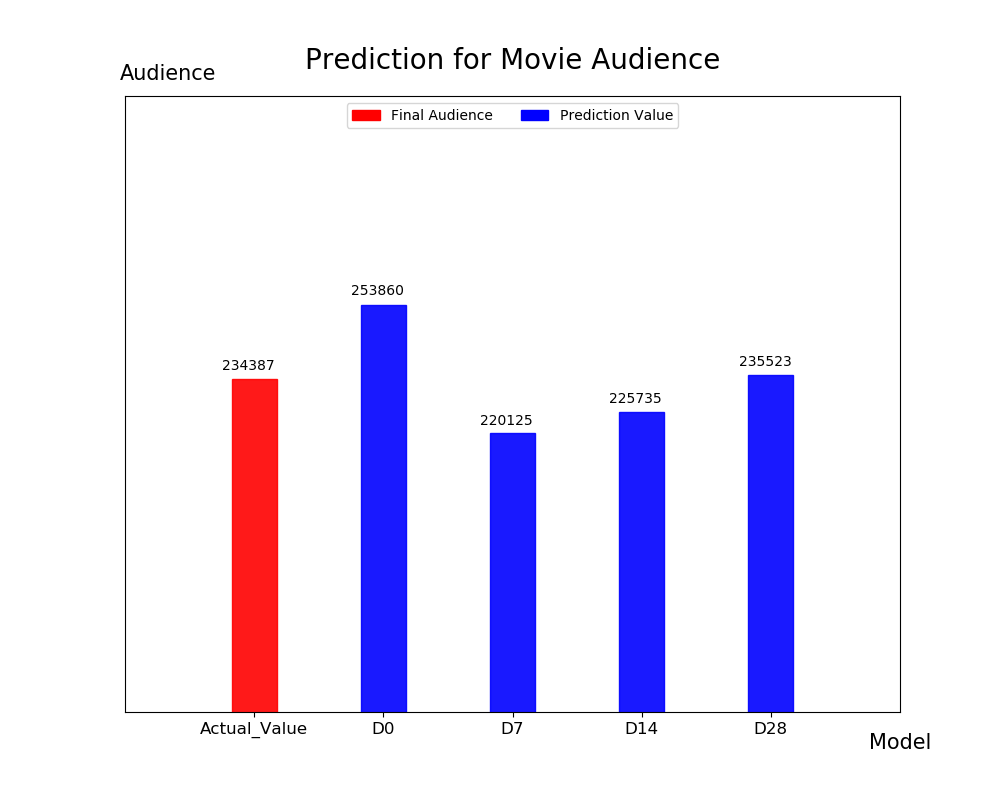 Prediction for Movie Audience
Audience
Final Audience Prediction Value
253860
234387
235523
225735
220125
Actual_Value D0 D7 D14 D28
Model